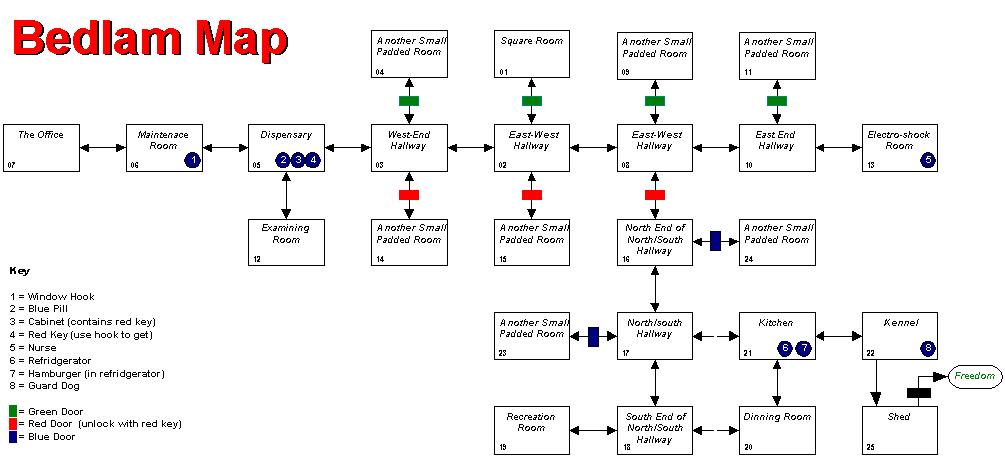 Bedlam Map
Another Small
Padded Room
04
Square Room
01
Another Small
Padded Room
09
Another Small
Padded Room
11
The Office
07
Maintenace
Room
1
06
Dispensary
2 3 4
05
West-End
Hallway
03
East-West
Hallway
02
East-West
Hallway
08
East End
Hallway
10
Electro-shock
Room
5
13
Examining
Room
12
Another Small
Padded Room
14
Another Small
Padded Room
15
North End of
North/South
Hallway
16
Another Small
Padded Room
24
Another Small
Padded Room
23
North/south
Hallway
17
Kitchen
6 7
21
Kennel
8
22
Freedom
Recreation
Room
19
South End of
North/South
Hallway
18
Dinning Room
20
Shed
25
Key
1 = Window Hook
2 = Blue Pill
3 = Cabinet (contains red key)
4 = Red Key (use hook to get)
5 = Nurse
6 = Refridgerator
7 = Hamburger (in refridgerator)
8 = Guard Dog
= Green Door
= Red Door (unlock with red key)
= Blue Door